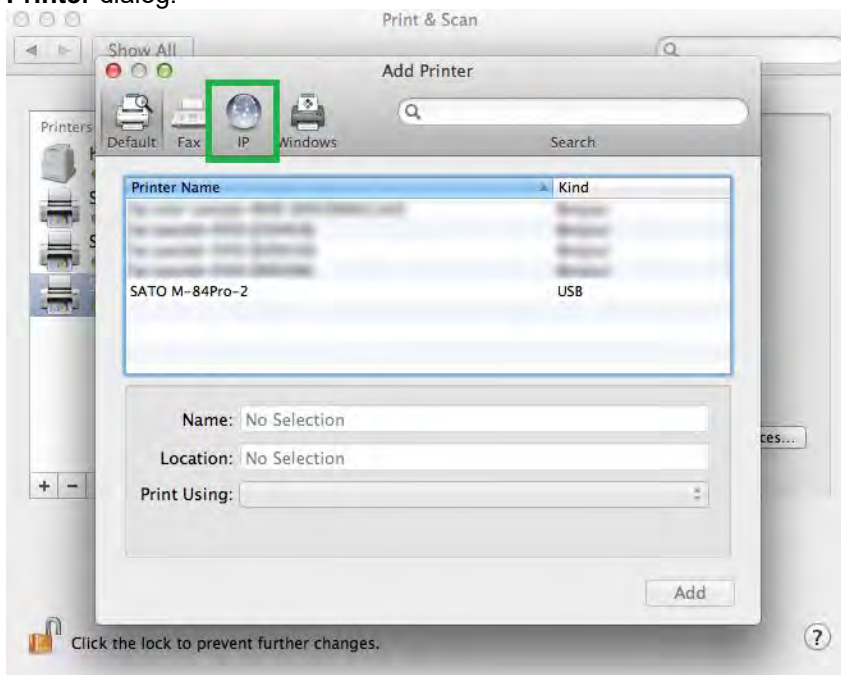 Printer dialog.
Print & Scan
Show All
Add Printer
Default Fax IP Windows Search
Printers
Printer Name Kind
SATO M-84Pro-2 USB
Name: No Selection
Location: No Selection
Print Using:
ces...
+ -
Add
Click the lock to prevent further changes.
?